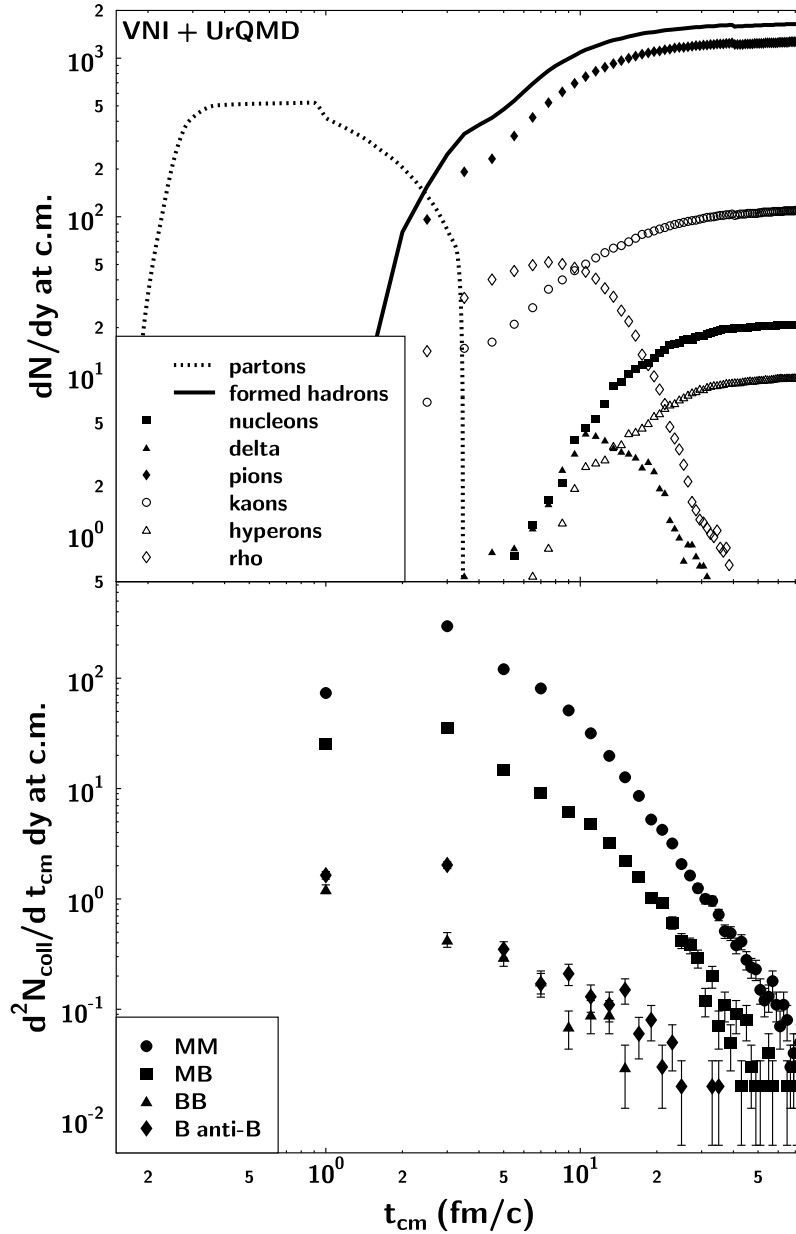 VNI + UrQMD
dN/dy at c.m.
2
10³
5
2
10²
5
2
10¹
5
2
10⁰
5
partons
formed hadrons
nucleons
delta
pions
kaons
hyperons
rho
d²N_coll/d t_cm dy at c.m.
10²
10¹
10⁰
10⁻¹
10⁻²
MM
MB
BB
B anti-B
2 5 10⁰ 2 5 10¹ 2 5
t_cm (fm/c)